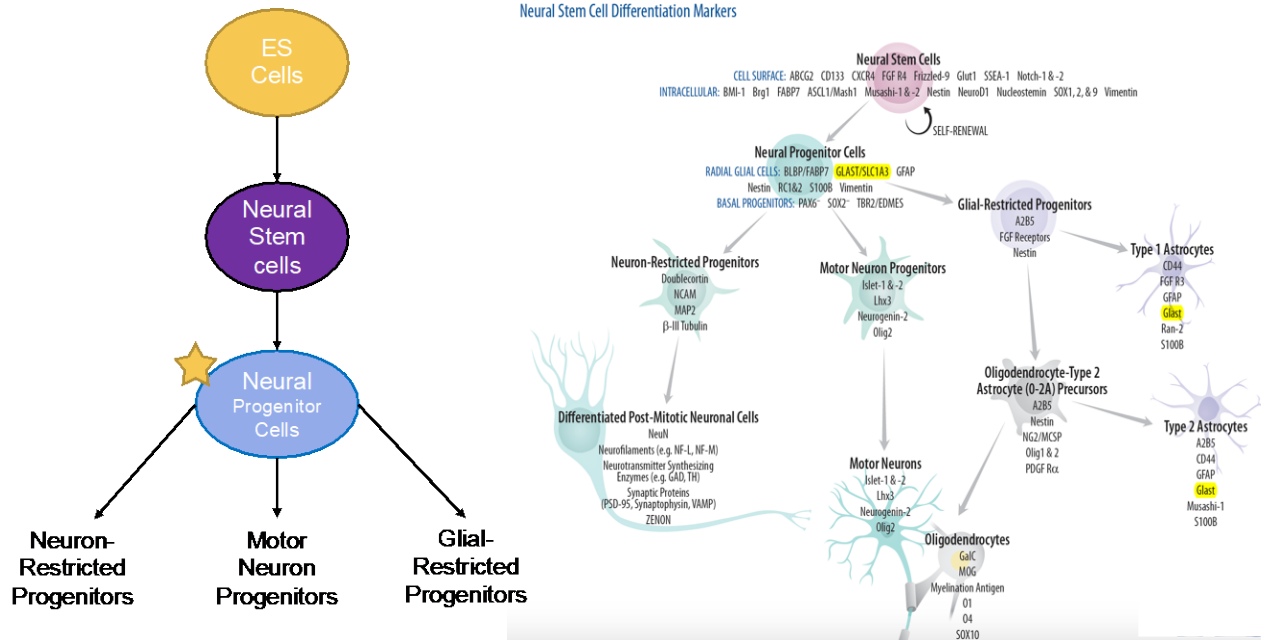 ES
Cells
Neural
Stem
cells
Neural
Progenitor
Cells
Neuron-
Restricted
Progenitors
Motor
Neuron
Progenitors
Glial-
Restricted
Progenitors
Neural Stem Cell Differentiation Markers
Neural Stem Cells
CELL SURFACE: ABCG2 CD133 CXCR4 FGF R4 Frizzled-9 Glut1 SSEA-1 Notch-1 & -2
INTRACELLULAR: BMI-1 Brg1 FABP7 ASCL1/Mash1 Musashi-1 & -2 Nestin NeuroD1 Nucleostemin SOX1, 2, & 9 Vimentin
SELF-RENEWAL
Neural Progenitor Cells
RADIAL GLIAL CELLS: BLBP/FABP7 GLAST/SLC1A3 GFAP
Nestin RC1&2 S100B Vimentin
BASAL PROGENITORS: PAX6⁻ SOX2⁻ TBR2/EDMES
Neuron-Restricted Progenitors
Doublecortin
NCAM
MAP2
β-III Tubulin
Motor Neuron Progenitors
Islet-1 & -2
Lhx3
Neurogenin-2
Olig2
Glial-Restricted Progenitors
A2B5
FGF Receptors
Nestin
Type 1 Astrocytes
CD44
FGF R3
GFAP
Glast
Ran-2
S100B
Differentiated Post-Mitotic Neuronal Cells
NeuN
Neurofilaments (e.g. NF-L, NF-M)
Neurotransmitter Synthesizing
Enzymes (e.g. GAD, TH)
Synaptic Proteins
(PSD-95, Synaptophysin, VAMP)
ZENON
Motor Neurons
Islet-1 & -2
Lhx3
Neurogenin-2
Olig2
Oligodendrocyte-Type 2
Astrocyte (0-2A) Precursors
A2B5
Nestin
NG2/MCSP
Olig1 & 2
PDGF Rα
Type 2 Astrocytes
A2B5
CD44
GFAP
Glast
Musashi-1
S100B
Oligodendrocytes
GalC
MOG
Myelination Antigen
O1
O4
SOX10